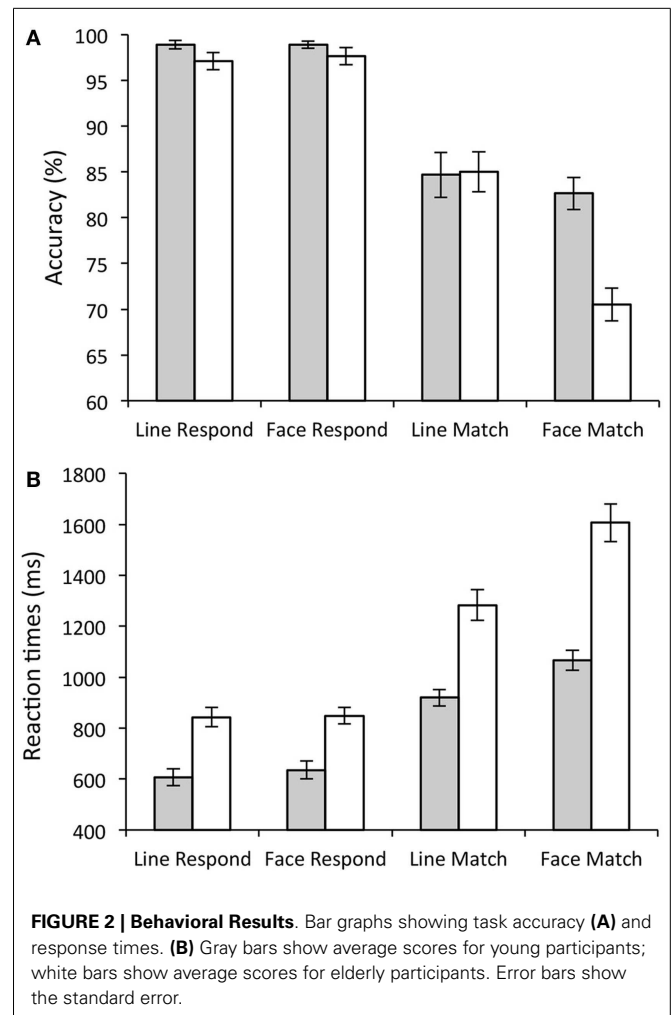 A
Accuracy (%)
100
95
90
85
80
75
70
65
60
Line Respond Face Respond Line Match Face Match
B
Reaction times (ms)
1800
1600
1400
1200
1000
800
600
400
Line Respond Face Respond Line Match Face Match
FIGURE 2 | Behavioral Results. Bar graphs showing task accuracy (A) and
response times. (B) Gray bars show average scores for young participants;
white bars show average scores for elderly participants. Error bars show
the standard error.